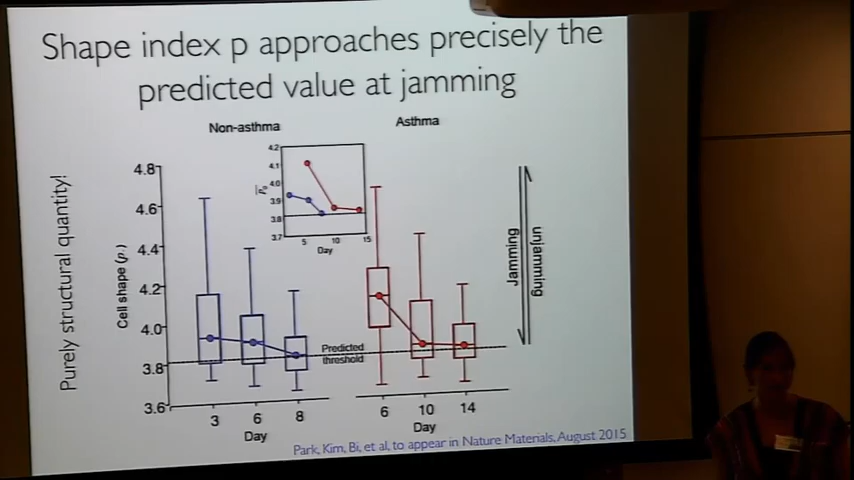 Shape index p approaches precisely the
predicted value at jamming
Non-asthma
Asthma
Purely structural quantity!
Cell shape (p.)
4.8
4.6
4.4
4.2
4.0
3.8
3.6
4.2
4.1
4.0
3.9
3.8
3.7
5
10
15
Day
Predicted
threshold
Jamming
unjamming
3
6
8
Day
6
10
14
Day
Park, Kim, Bi, et al, to appear in Nature Materials, August 2015